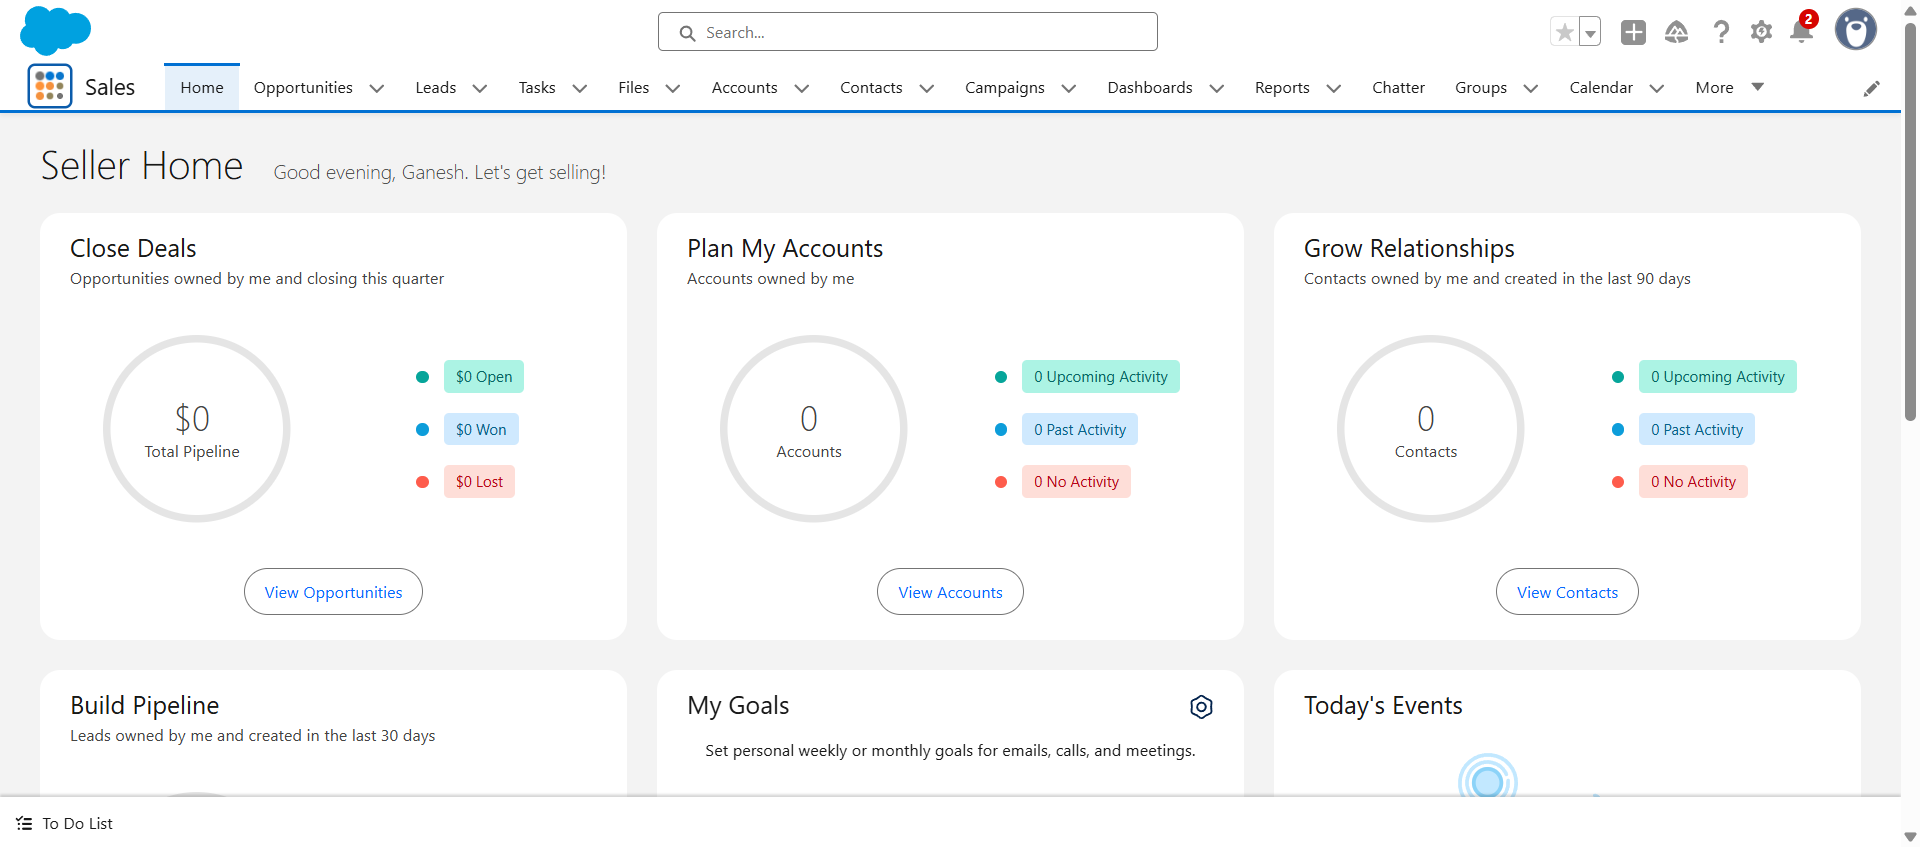 Search...
2
Sales
Home Opportunities Leads Tasks Files Accounts Contacts Campaigns Dashboards Reports Chatter Groups Calendar More
Seller Home Good evening, Ganesh. Let's get selling!
Close Deals
Opportunities owned by me and closing this quarter
$0
Total Pipeline
$0 Open
$0 Won
$0 Lost
View Opportunities
Plan My Accounts
Accounts owned by me
0
Accounts
0 Upcoming Activity
0 Past Activity
0 No Activity
View Accounts
Grow Relationships
Contacts owned by me and created in the last 90 days
0
Contacts
0 Upcoming Activity
0 Past Activity
0 No Activity
View Contacts
Build Pipeline
Leads owned by me and created in the last 30 days
My Goals
Set personal weekly or monthly goals for emails, calls, and meetings.
Today's Events
To Do List